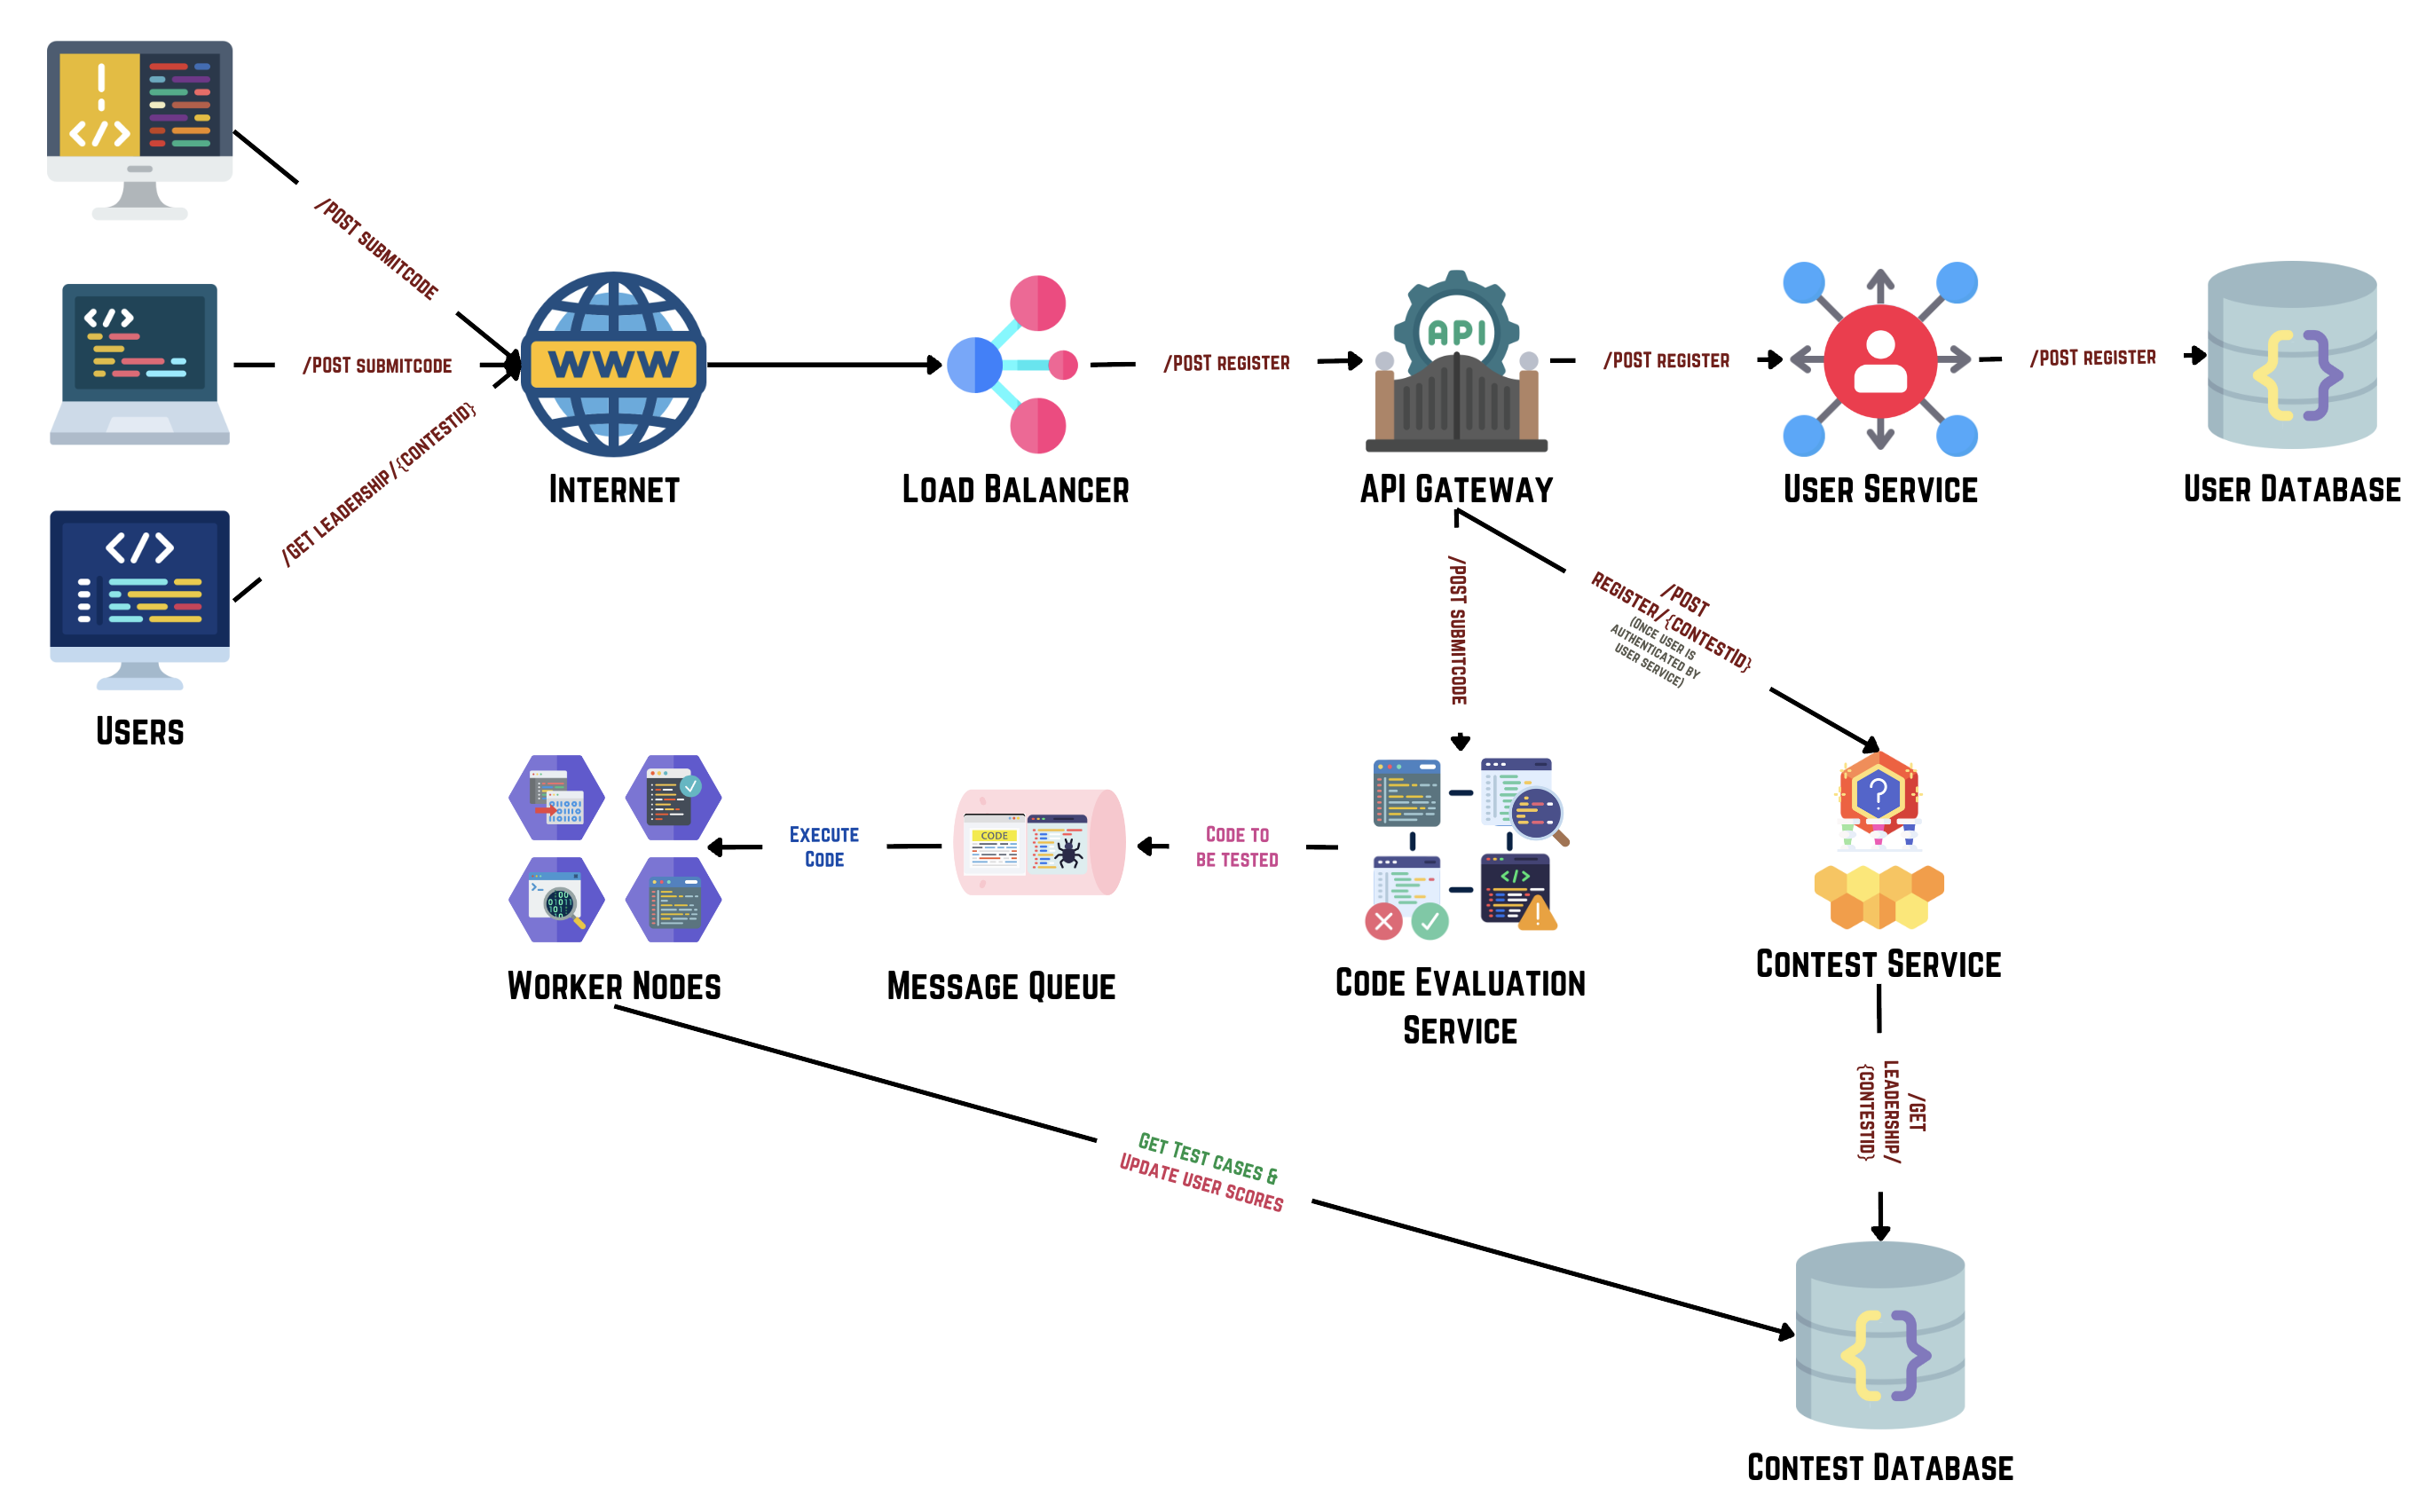 /POST SUBMITCODE
/POST SUBMITCODE
/GET LEADERSHIP/{CONTESTID}
USERS
WWW
INTERNET
LOAD BALANCER
/POST REGISTER
API
API GATEWAY
/POST REGISTER
USER SERVICE
/POST REGISTER
{ }
USER DATABASE
/POST SUBMITCODE
/POST
REGISTER/{CONTESTID}
(ONCE USER IS
AUTHENTICATED BY
USER SERVICE)
WORKER NODES
EXECUTE
CODE
CODE
MESSAGE QUEUE
CODE TO
BE TESTED
</>
CODE EVALUATION
SERVICE
?
CONTEST SERVICE
/GET
LEADERSHIP/
{CONTESTID}
GET TEST CASES &
UPDATE USER SCORES
{ }
CONTEST DATABASE